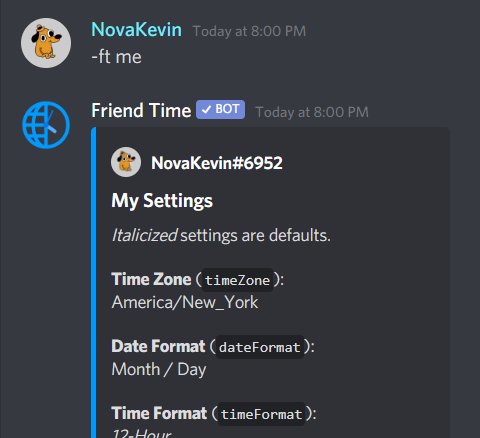 NovaKevin Today at 8:00 PM
-ft me
Friend Time ✓ BOT Today at 8:00 PM
NovaKevin#6952
My Settings
Italicized settings are defaults.
Time Zone (timeZone):
America/New_York
Date Format (dateFormat):
Month / Day
Time Format (timeFormat):
12-Hour